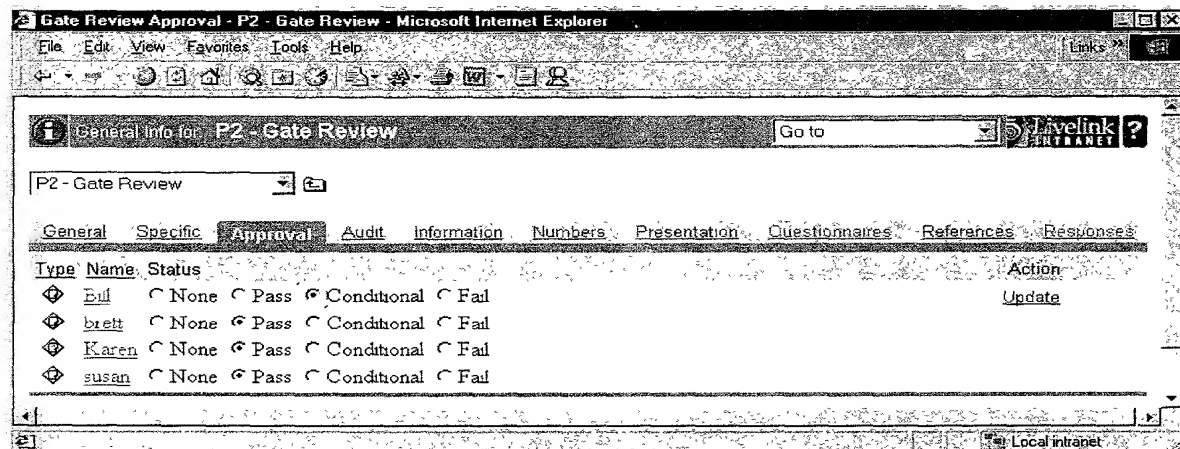 Gate Review Approval - P2 - Gate Review - Microsoft Internet Explorer
File Edit View Favorites Tools Help Links »
General Info for: P2 - Gate Review Go to Livelink INTRANET ?
P2 - Gate Review
General Specific Approval Audit Information Numbers Presentation Questionnaires References Responses
Type Name Status Action
Bill None Pass Conditional Fail Update
brett None Pass Conditional Fail
Karen None Pass Conditional Fail
susan None Pass Conditional Fail
Local intranet